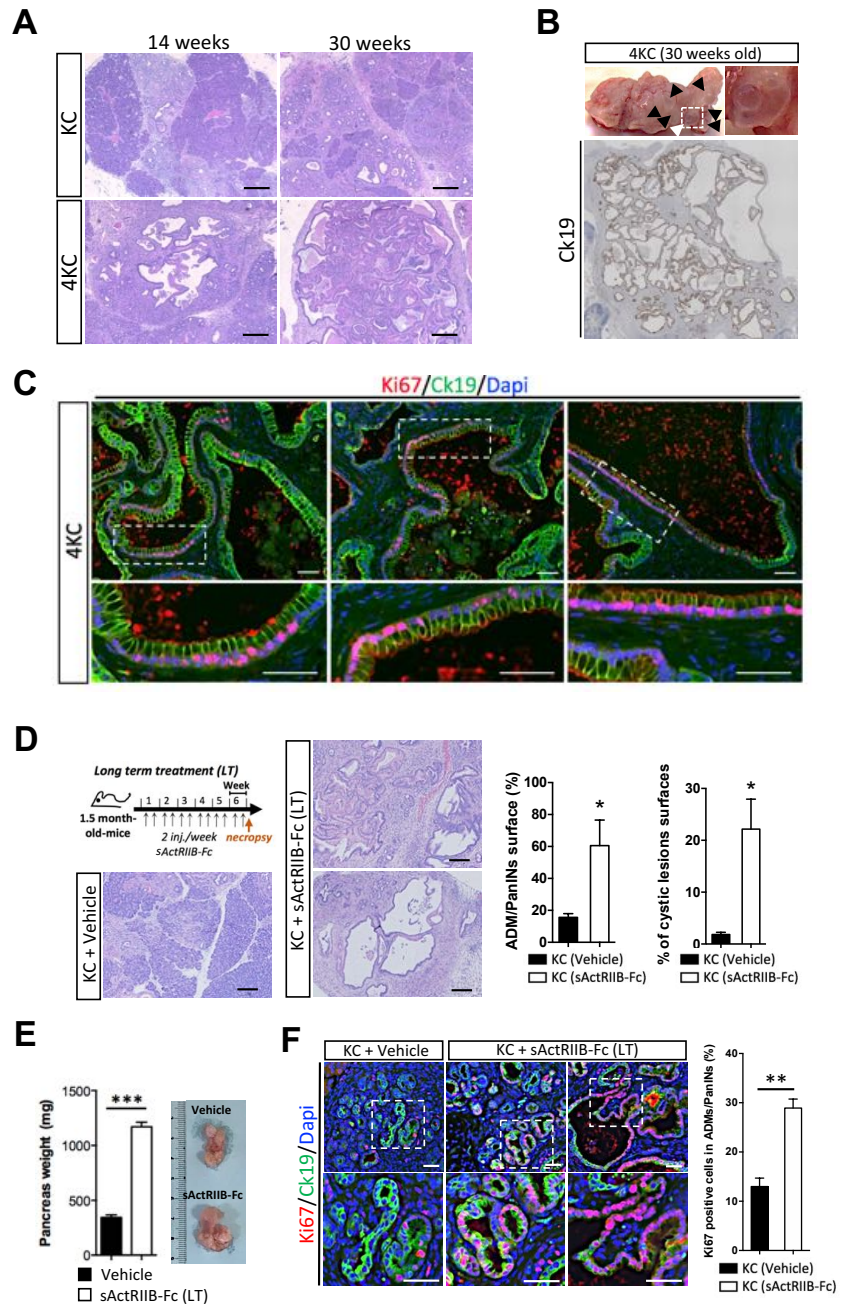 A
14 weeks
30 weeks
KC
4KC
B
4KC (30 weeks old)
Ck19
C
Ki67/Ck19/Dapi
4KC
D
Long term treatment (LT)
Week
1 2 3 4 5 6
1.5 month-
old-mice
2 inj./week
sActRIIB-Fc
necropsy
KC + Vehicle
KC + sActRIIB-Fc (LT)
ADM/PanINs surface (%)
100
80
60
40
20
0
*
KC (Vehicle)
KC (sActRIIB-Fc)
% of cystic lesions surfaces
30
20
10
0
*
KC (Vehicle)
KC (sActRIIB-Fc)
E
Pancreas weight (mg)
1500
1000
500
0
***
Vehicle
sActRIIB-Fc
Vehicle
sActRIIB-Fc (LT)
F
KC + Vehicle
KC + sActRIIB-Fc (LT)
Ki67/Ck19/Dapi
Ki67 positive cells in ADMs/PanINs (%)
40
30
20
10
0
**
KC (Vehicle)
KC (sActRIIB-Fc)